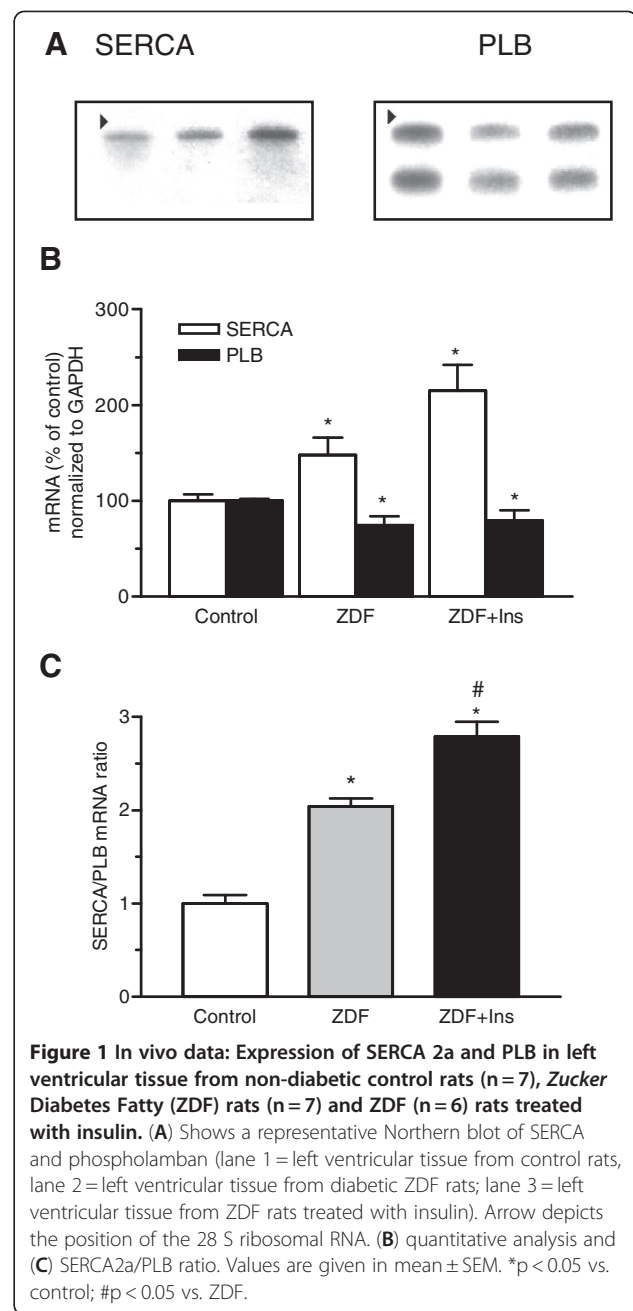 A SERCA PLB
B
300
200
100
0
mRNA (% of control)
normalized to GAPDH
SERCA
PLB
*
*
*
*
Control ZDF ZDF+Ins
C
3
2
1
0
SERCA/PLB mRNA ratio
*
#
*
Control ZDF ZDF+Ins
Figure 1 In vivo data: Expression of SERCA 2a and PLB in left
ventricular tissue from non-diabetic control rats (n = 7), Zucker
Diabetes Fatty (ZDF) rats (n = 7) and ZDF (n = 6) rats treated
with insulin. (A) Shows a representative Northern blot of SERCA
and phospholamban (lane 1 = left ventricular tissue from control rats,
lane 2 = left ventricular tissue from diabetic ZDF rats; lane 3 = left
ventricular tissue from ZDF rats treated with insulin). Arrow depicts
the position of the 28 S ribosomal RNA. (B) quantitative analysis and
(C) SERCA2a/PLB ratio. Values are given in mean ± SEM. *p < 0.05 vs.
control; #p < 0.05 vs. ZDF.